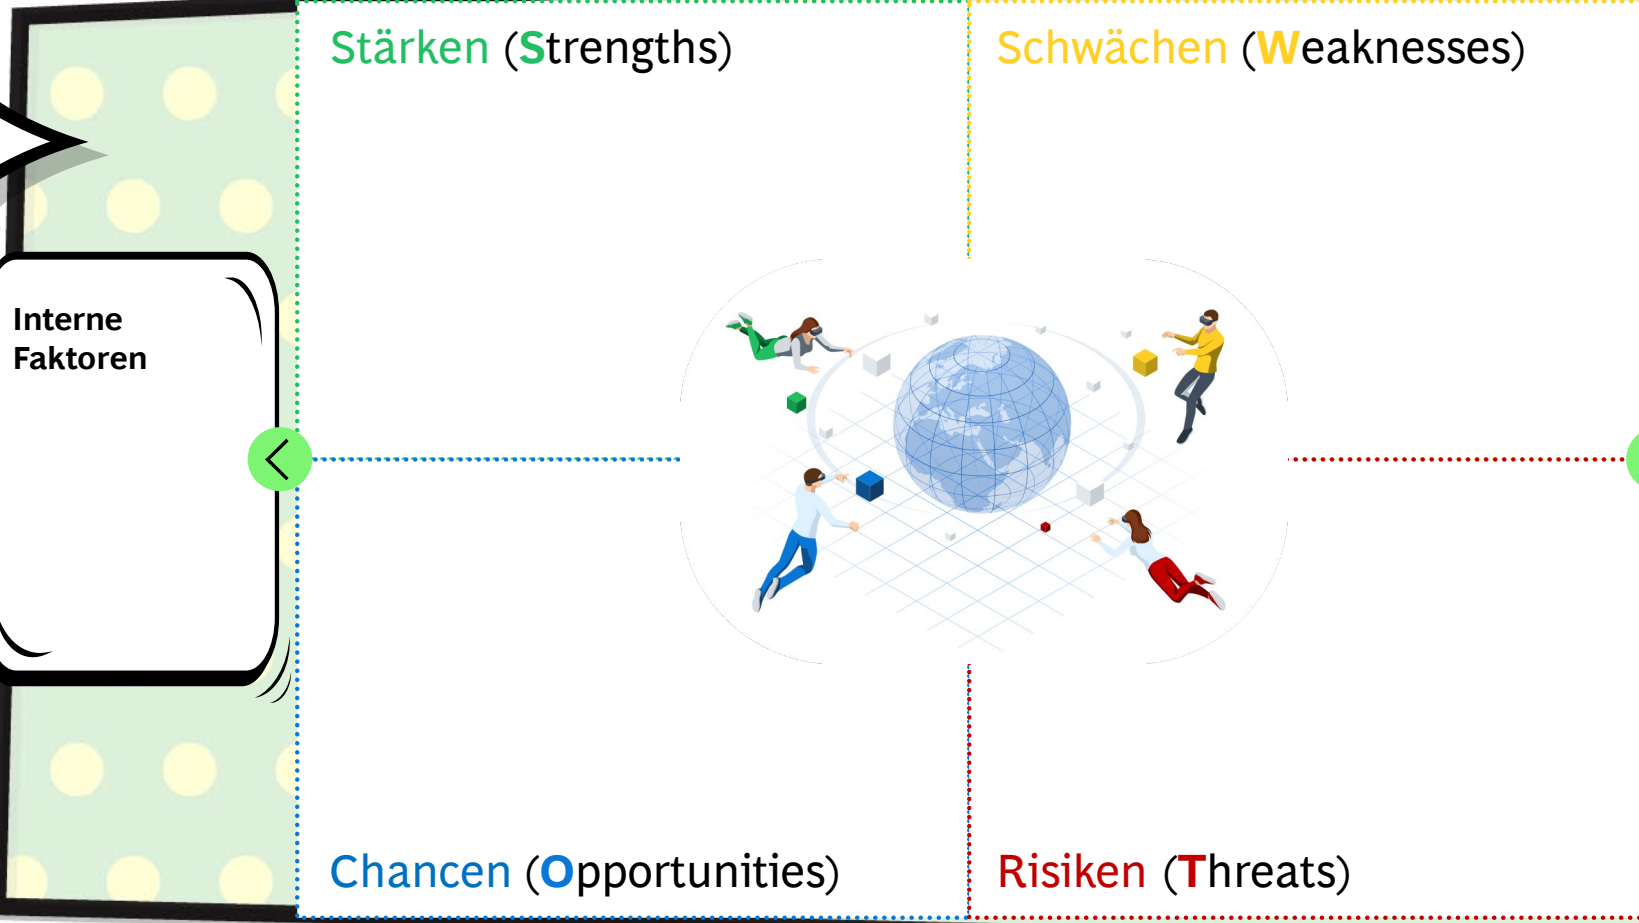 Stärken (Strengths)
Schwächen (Weaknesses)
Interne
Faktoren
Chancen (Opportunities)
Risiken (Threats)